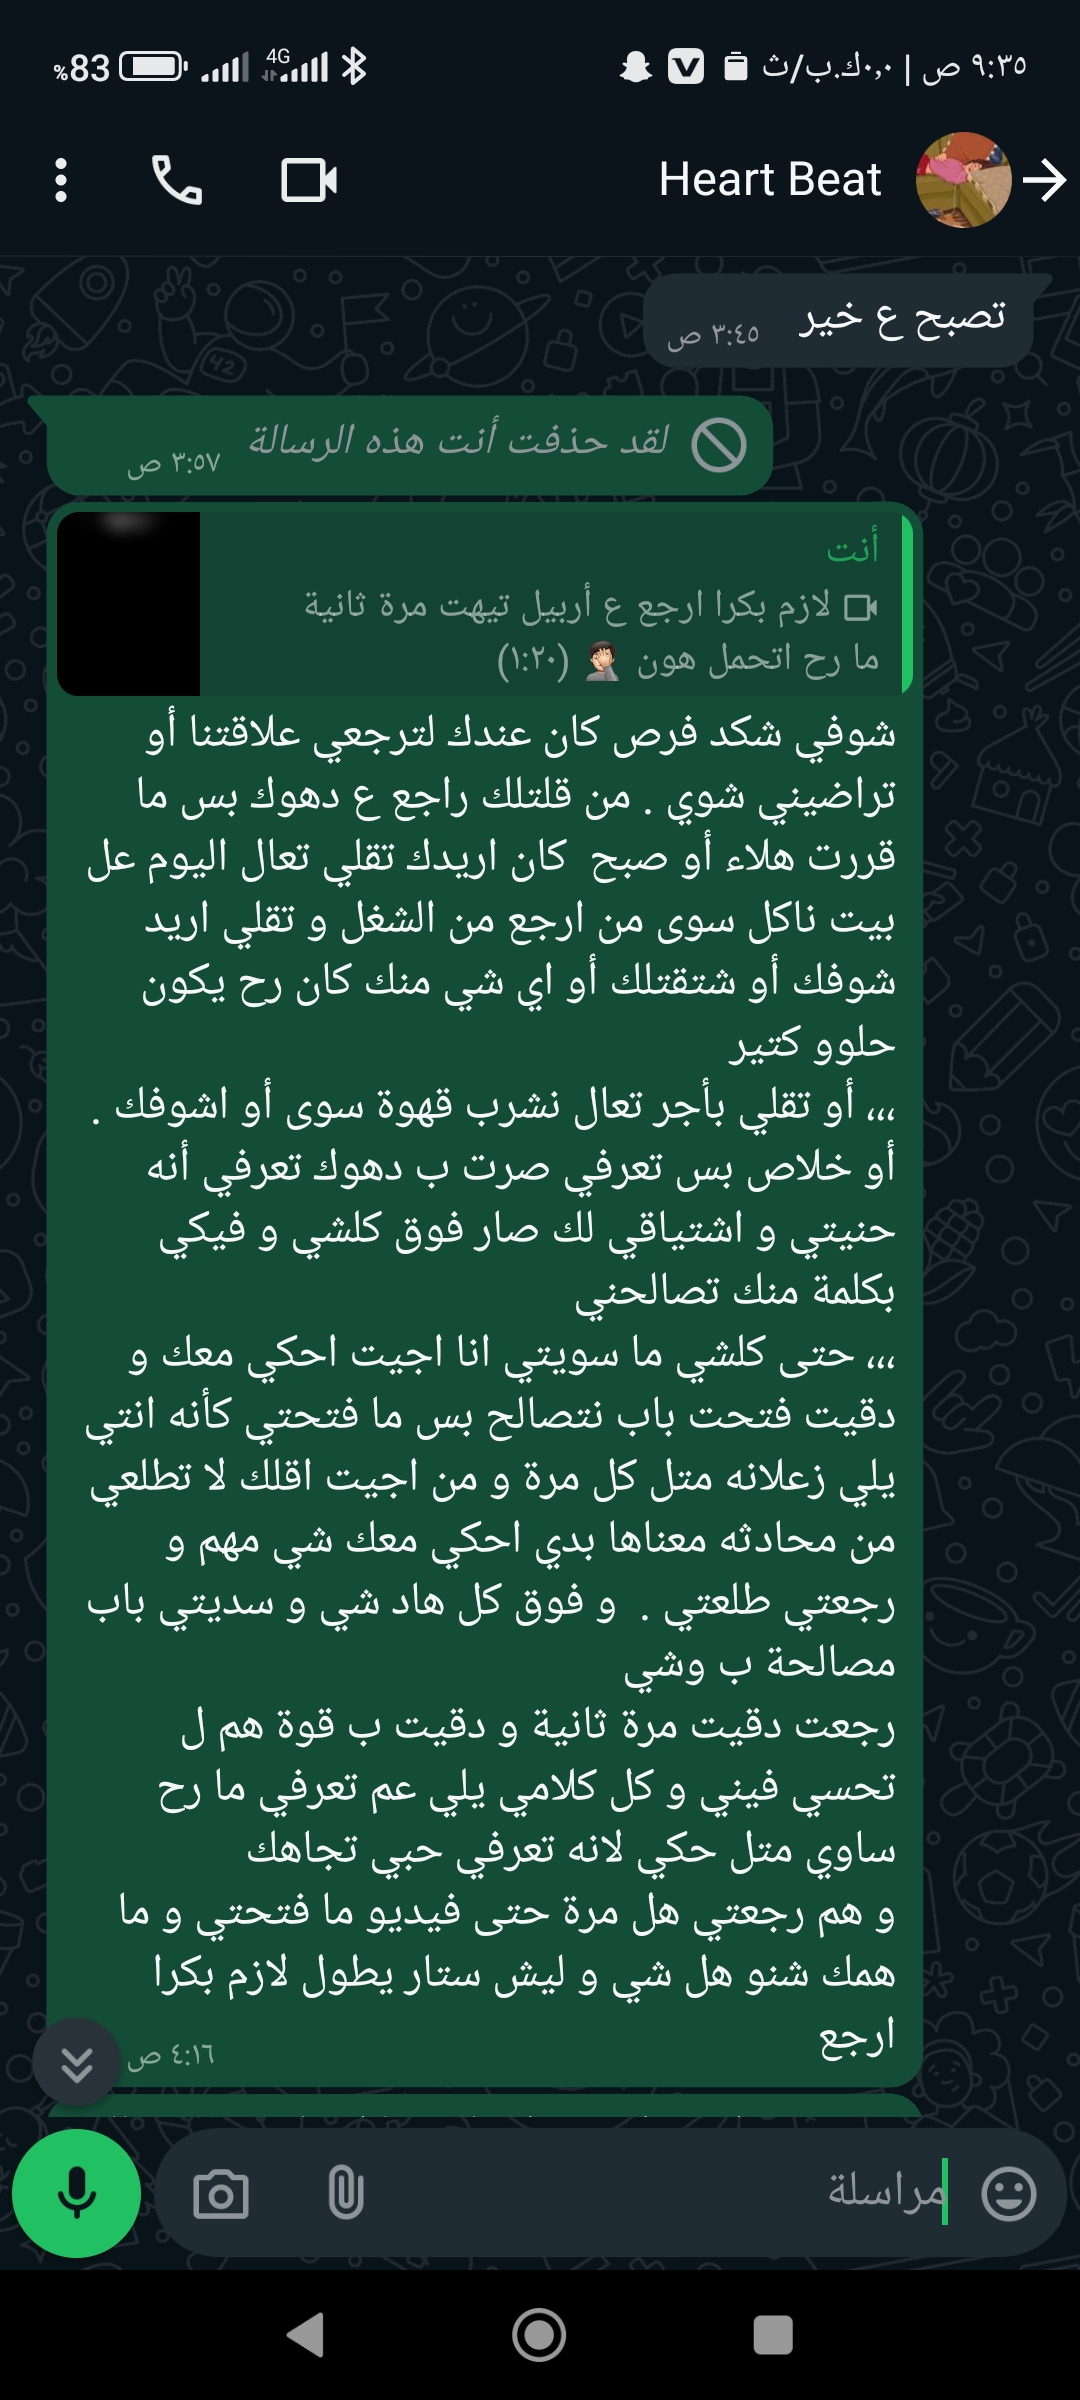 ٩:٣٥ ص | ٠,٠ك.ب/ث
4G
%83
Heart Beat
تصبح ع خير
٣:٤٥ ص
لقد حذفت أنت هذه الرسالة
٣:٥٧ ص
أنت
لازم بكرا ارجع ع أربيل تيهت مرة ثانية
ما رح اتحمل هون 🤦🏻‍♂️ (١:٢٠)
شوفي شكد فرص كان عندك لترجعي علاقتنا أو
تراضيني شوي . من قلتلك راجع ع دهوك بس ما
قررت هلاء أو صبح كان اريدك تقلي تعال اليوم عل
بيت ناكل سوى من ارجع من الشغل و تقلي اريد
شوفك أو شتقتلك أو اي شي منك كان رح يكون
حلوو كتير
،،، أو تقلي بأجر تعال نشرب قهوة سوى أو اشوفك .
أو خلاص بس تعرفي صرت ب دهوك تعرفي أنه
حنيتي و اشتياقي لك صار فوق كلشي و فيكي
بكلمة منك تصالحني
،،، حتى كلشي ما سويتي انا اجيت احكي معك و
دقيت فتحت باب نتصالح بس ما فتحتي كأنه انتي
يلي زعلانه متل كل مرة و من اجيت اقلك لا تطلعي
من محادثه معناها بدي احكي معك شي مهم و
رجعتي طلعتي . و فوق كل هاد شي و سديتي باب
مصالحة ب وشي
رجعت دقيت مرة ثانية و دقيت ب قوة هم ل
تحسي فيني و كل كلامي يلي عم تعرفي ما رح
ساوي متل حكي لانه تعرفي حبي تجاهك
و هم رجعتي هل مرة حتى فيديو ما فتحتي و ما
همك شنو هل شي و ليش ستار يطول لازم بكرا
ارجع
٤:١٦ ص
مراسلة